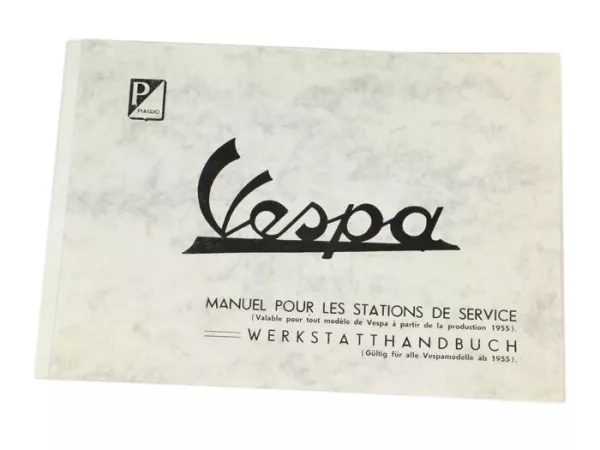 P
PIAGGIO
Vespa
MANUEL POUR LES STATIONS DE SERVICE
(Valable pour tout modèle de Vespa à partir de la production 1955).
WERKSTATTHANDBUCH
(Gültig für alle Vespamodelle ab 1955).